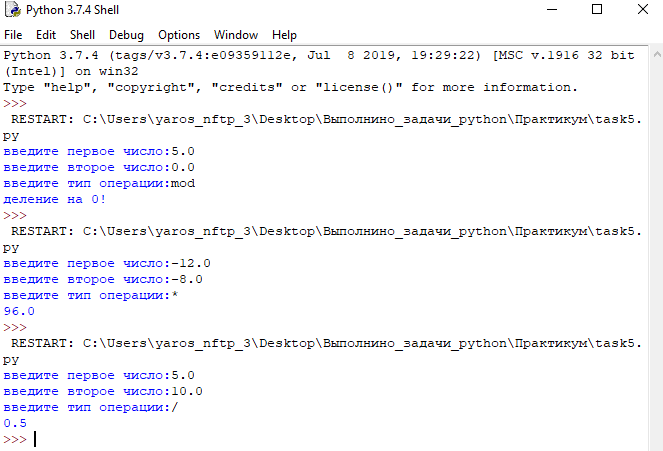 Python 3.7.4 Shell
File Edit Shell Debug Options Window Help
Python 3.7.4 (tags/v3.7.4:e09359112e, Jul  8 2019, 19:29:22) [MSC v.1916 32 bit
(Intel)] on win32
Type "help", "copyright", "credits" or "license()" for more information.
>>>
 RESTART: C:\Users\yaros_nftp_3\Desktop\Выполнино_задачи_python\Практикум\task5.
py
введите первое число:5.0
введите второе число:0.0
введите тип операции:mod
деление на 0!
>>>
 RESTART: C:\Users\yaros_nftp_3\Desktop\Выполнино_задачи_python\Практикум\task5.
py
введите первое число:-12.0
введите второе число:-8.0
введите тип операции:*
96.0
>>>
 RESTART: C:\Users\yaros_nftp_3\Desktop\Выполнино_задачи_python\Практикум\task5.
py
введите первое число:5.0
введите второе число:10.0
введите тип операции:/
0.5
>>>